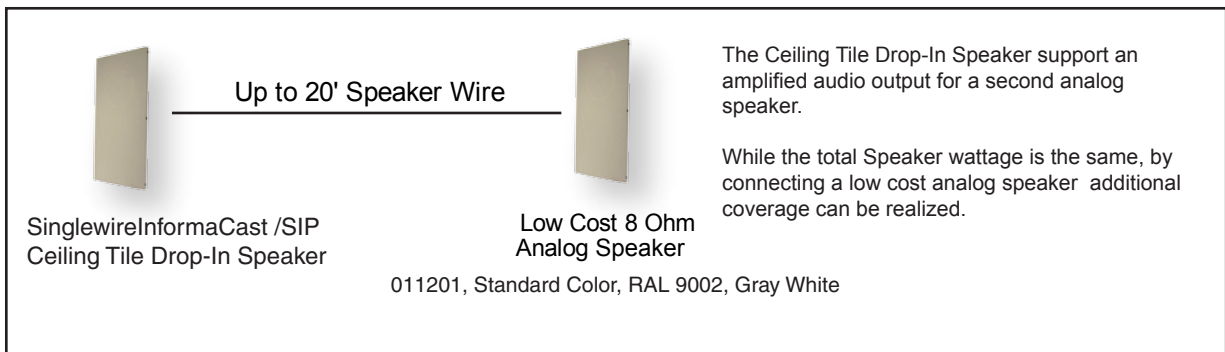 Up to 20' Speaker Wire
SinglewireInformaCast /SIP
Ceiling Tile Drop-In Speaker
Low Cost 8 Ohm
Analog Speaker
011201, Standard Color, RAL 9002, Gray White
The Ceiling Tile Drop-In Speaker support an
amplified audio output for a second analog
speaker.
While the total Speaker wattage is the same, by
connecting a low cost analog speaker  additional
coverage can be realized.